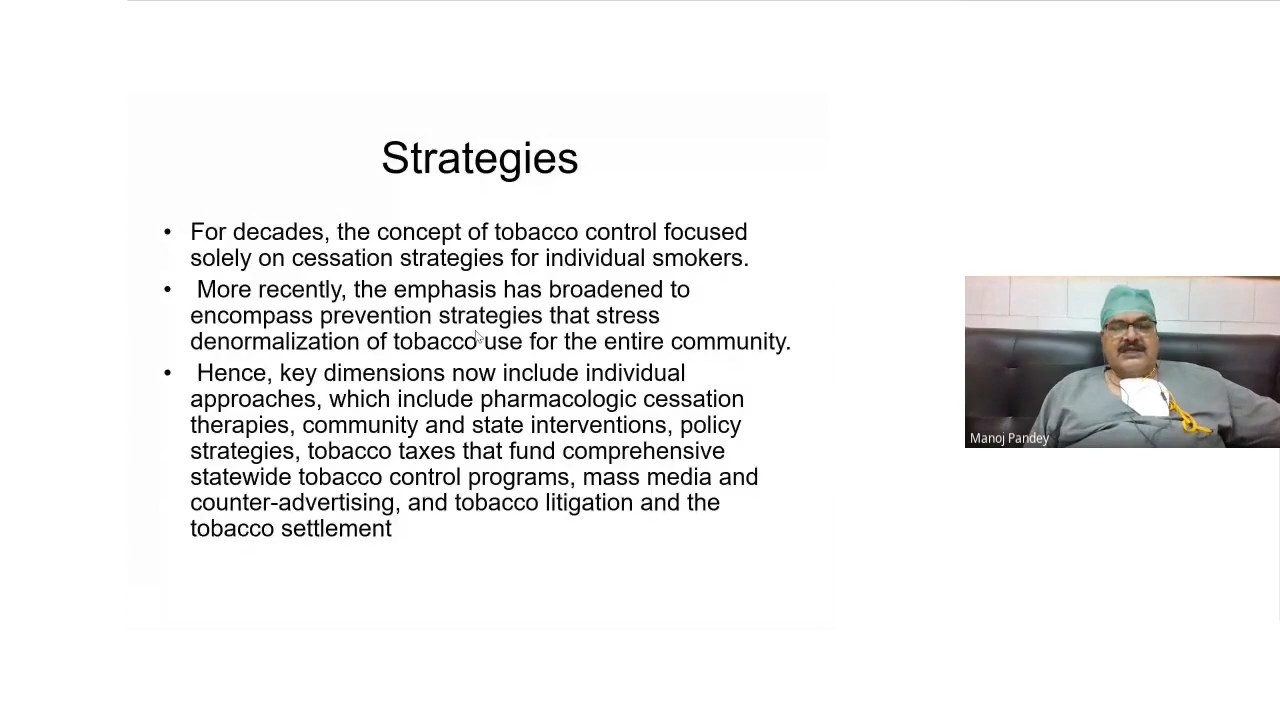 Strategies
• For decades, the concept of tobacco control focused
solely on cessation strategies for individual smokers.
• More recently, the emphasis has broadened to
encompass prevention strategies that stress
denormalization of tobacco use for the entire community.
• Hence, key dimensions now include individual
approaches, which include pharmacologic cessation
therapies, community and state interventions, policy
strategies, tobacco taxes that fund comprehensive
statewide tobacco control programs, mass media and
counter-advertising, and tobacco litigation and the
tobacco settlement
Manoj Pandey